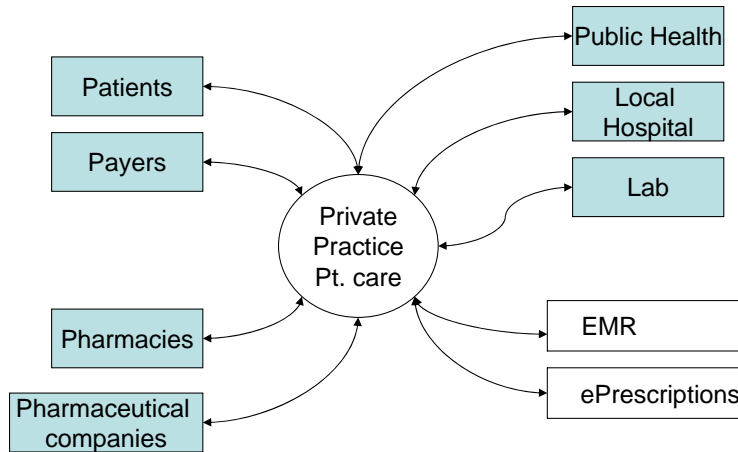 Public Health
Patients
Local
Hospital
Payers
Lab
Private
Practice
Pt. care
Pharmacies
EMR
ePrescriptions
Pharmaceutical
companies